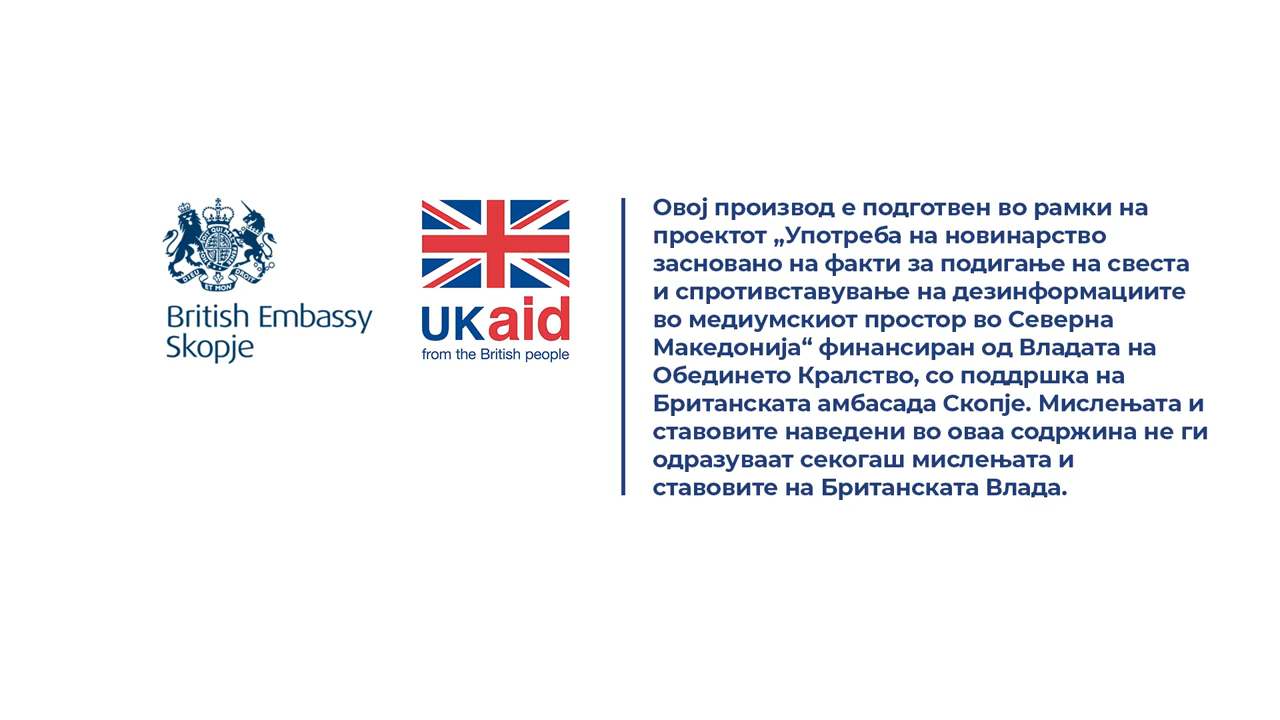 British Embassy
Skopje
UKaid
from the British people
Овој производ е подготвен во рамки на
проектот „Употреба на новинарство
засновано на факти за подигање на свеста
и спротивставување на дезинформациите
во медиумскиот простор во Северна
Македонија“ финансиран од Владата на
Обединето Кралство, со поддршка на
Британската амбасада Скопје. Мислењата и
ставовите наведени во оваа содржина не ги
одразуваат секогаш мислењата и
ставовите на Британската Влада.